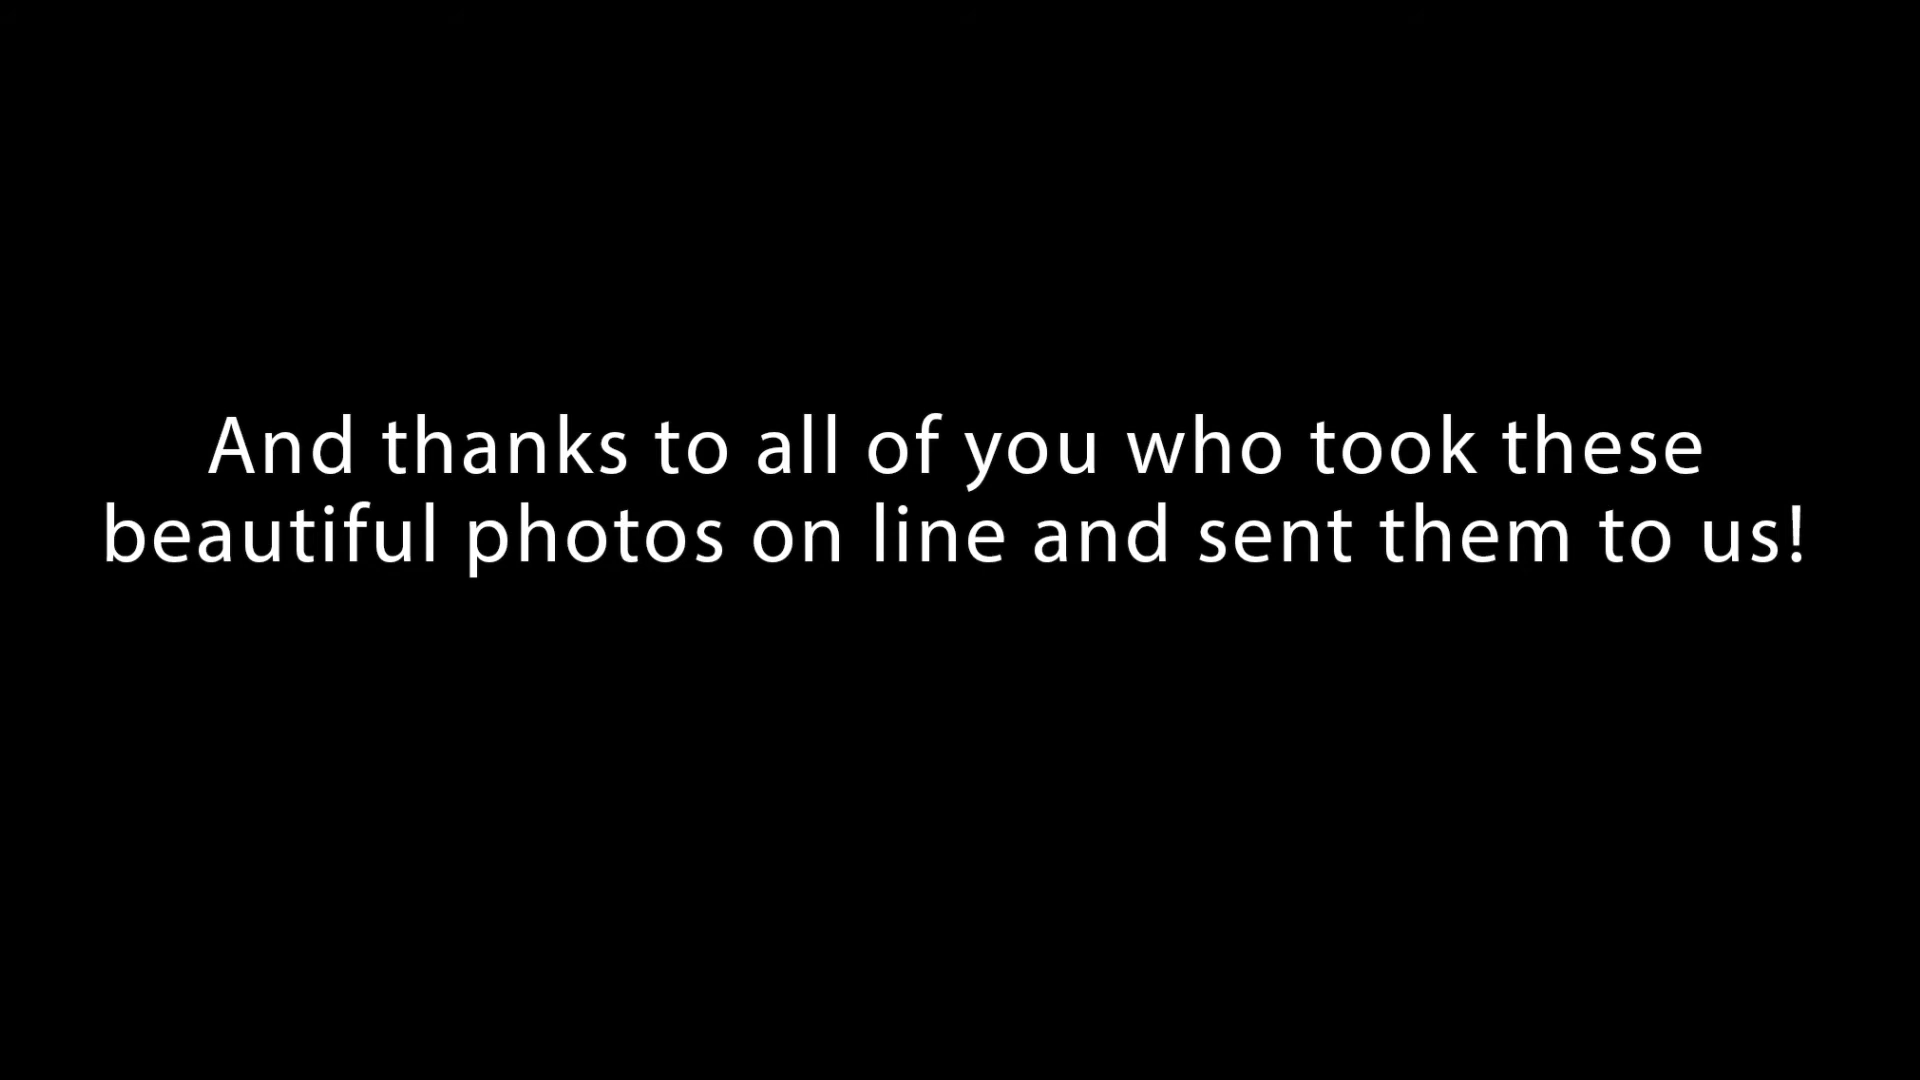 And thanks to all of you who took these
beautiful photos on line and sent them to us!